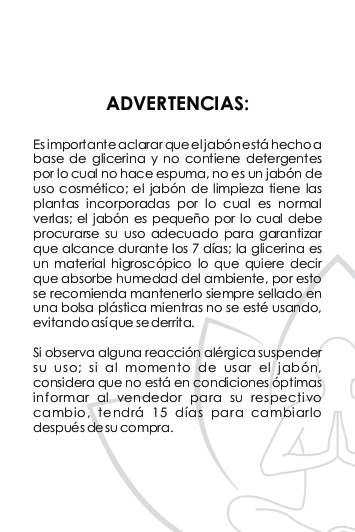 ADVERTENCIAS:
Es importante aclarar que el jabón está hecho a
base de glicerina y no contiene detergentes
por lo cual no hace espuma, no es un jabón de
uso cosmético; el jabón de limpieza tiene las
plantas incorporadas por lo cual es normal
verlas; el jabón es pequeño por lo cual debe
procurarse su uso adecuado para garantizar
que alcance durante los 7 días; la glicerina es
un material higroscópico lo que quiere decir
que absorbe humedad del ambiente, por esto
se recomienda mantenerlo siempre sellado en
una bolsa plástica mientras no se esté usando,
evitando así que se derrita.
Si observa alguna reacción alérgica suspender
su uso; si al momento de usar el jabón,
considera que no está en condiciones óptimas
informar al vendedor para su respectivo
cambio, tendrá 15 días para cambiarlo
después de su compra.